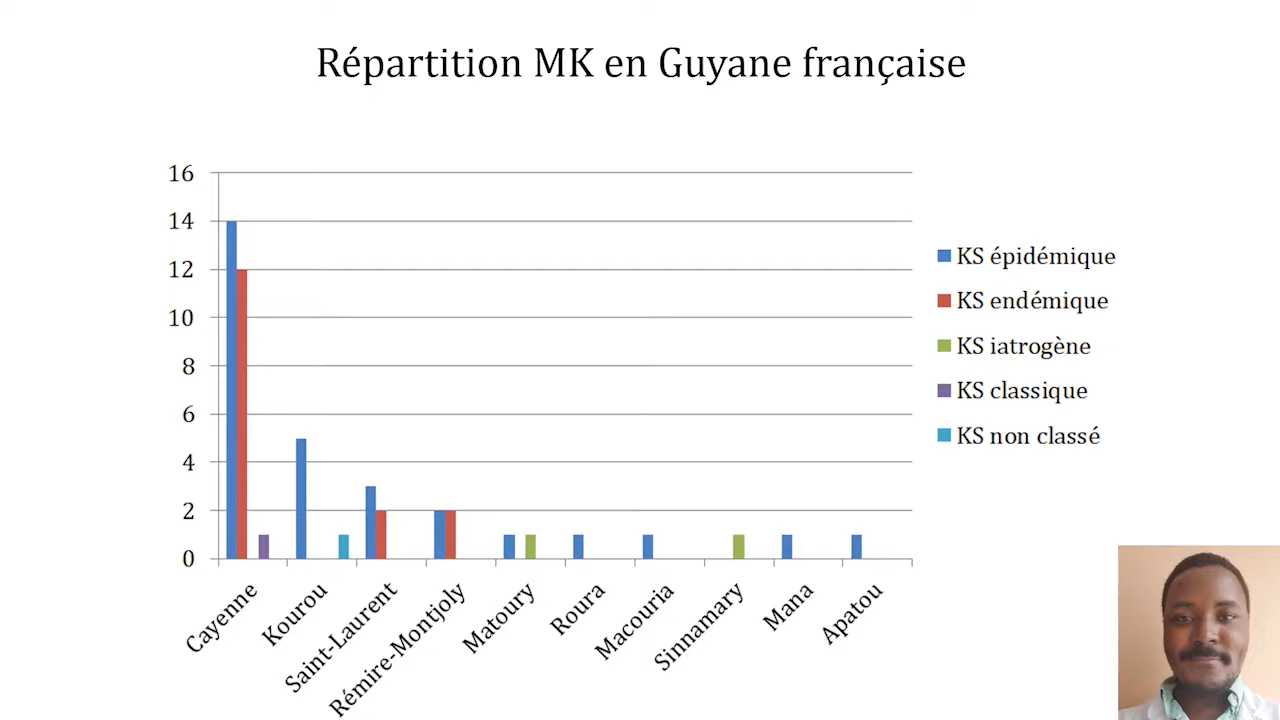 Répartition MK en Guyane française
16
14
12
10
8
6
4
2
0
Cayenne
Kourou
Saint-Laurent
Rémire-Montjoly
Matoury
Roura
Macouria
Sinnamary
Mana
Apatou
KS épidémique
KS endémique
KS iatrogène
KS classique
KS non classé